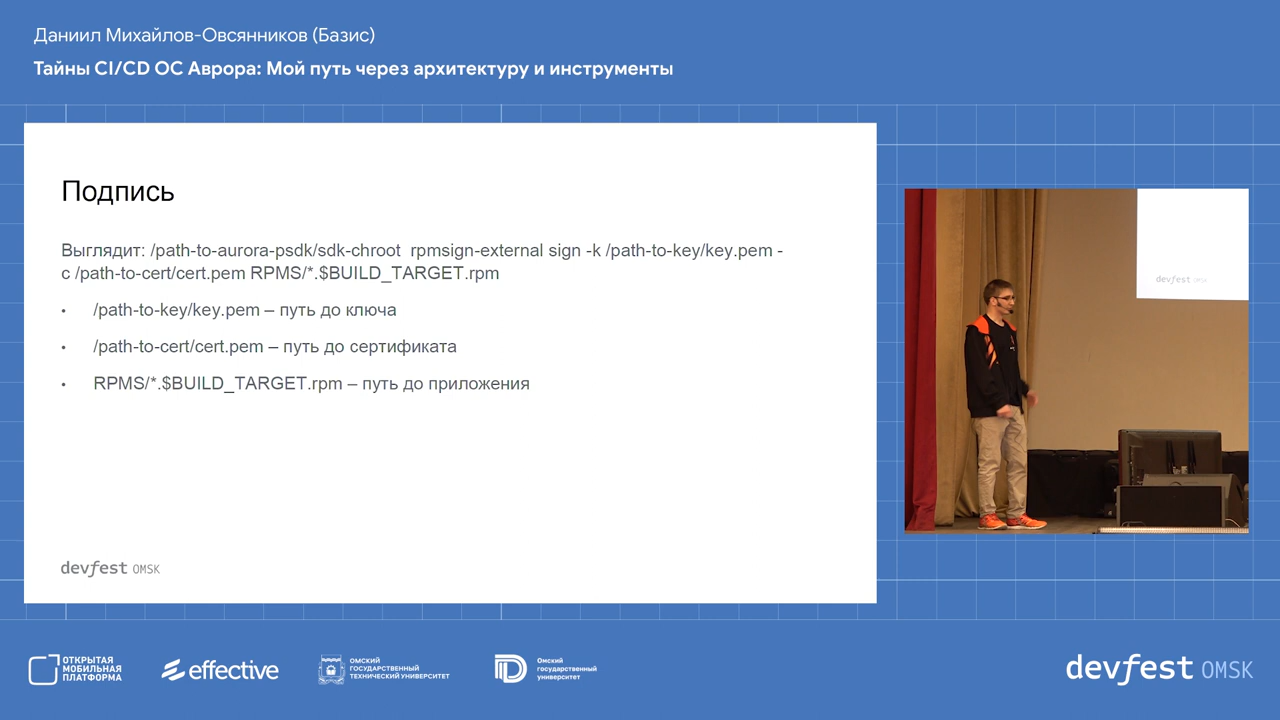 Даниил Михайлов-Овсянников (Базис)
Тайны CI/CD ОС Аврора: Мой путь через архитектуру и инструменты
Подпись
Выглядит: /path-to-aurora-psdk/sdk-chroot rpmsign-external sign -k /path-to-key/key.pem -
c /path-to-cert/cert.pem RPMS/*.$BUILD_TARGET.rpm
• /path-to-key/key.pem – путь до ключа
• /path-to-cert/cert.pem – путь до сертификата
• RPMS/*.$BUILD_TARGET.rpm – путь до приложения
devfest OMSK
devfest OMSK
ОТКРЫТАЯ
МОБИЛЬНАЯ
ПЛАТФОРМА
effective
ОМСКИЙ
ГОСУДАРСТВЕННЫЙ
ТЕХНИЧЕСКИЙ УНИВЕРСИТЕТ
Омский
государственный
университет
devfest OMSK